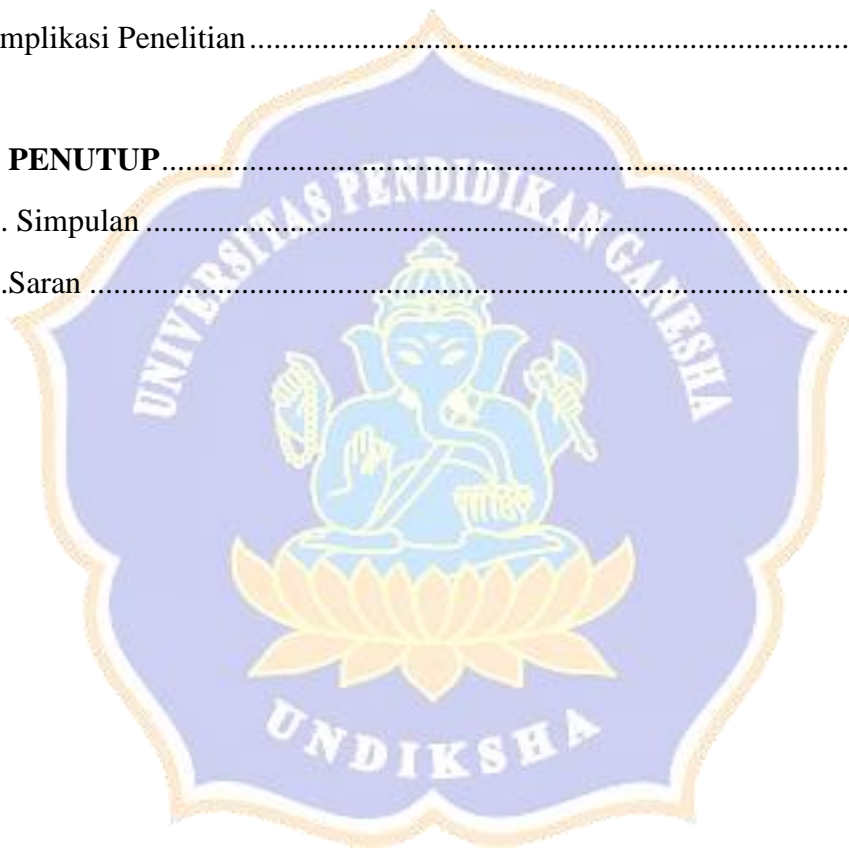 mplikasi Penelitian ..........................................................................
PENUTUP.....................................................................................
. Simpulan .......................................................................................
.Saran ..............................................................................................
UNIVERSITAS PENDIDIKAN GANESHA
UNDIKSHA